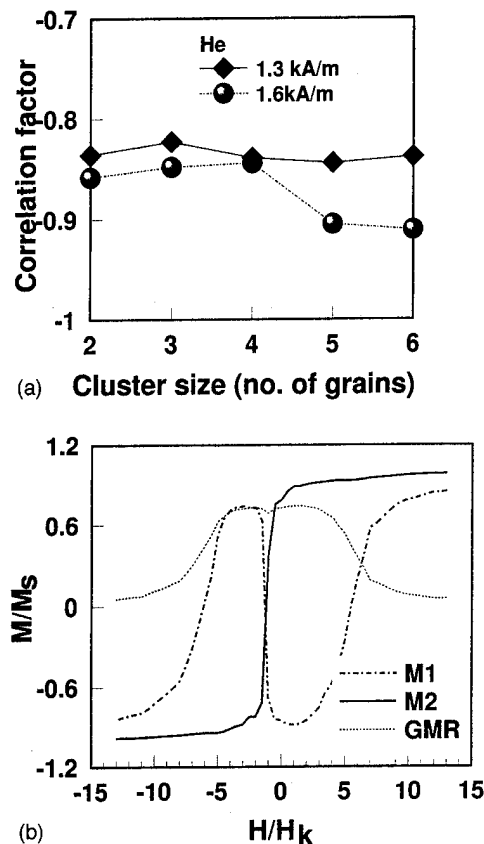 -0.7
He
1.3 kA/m
1.6kA/m
-0.8
Correlation factor
-0.9
-1
2 3 4 5 6
(a) Cluster size (no. of grains)
1.2
0.6
M/Ms
0
-0.6
M1
M2
GMR
-1.2
-15 -10 -5 0 5 10 15
(b) H/Hk